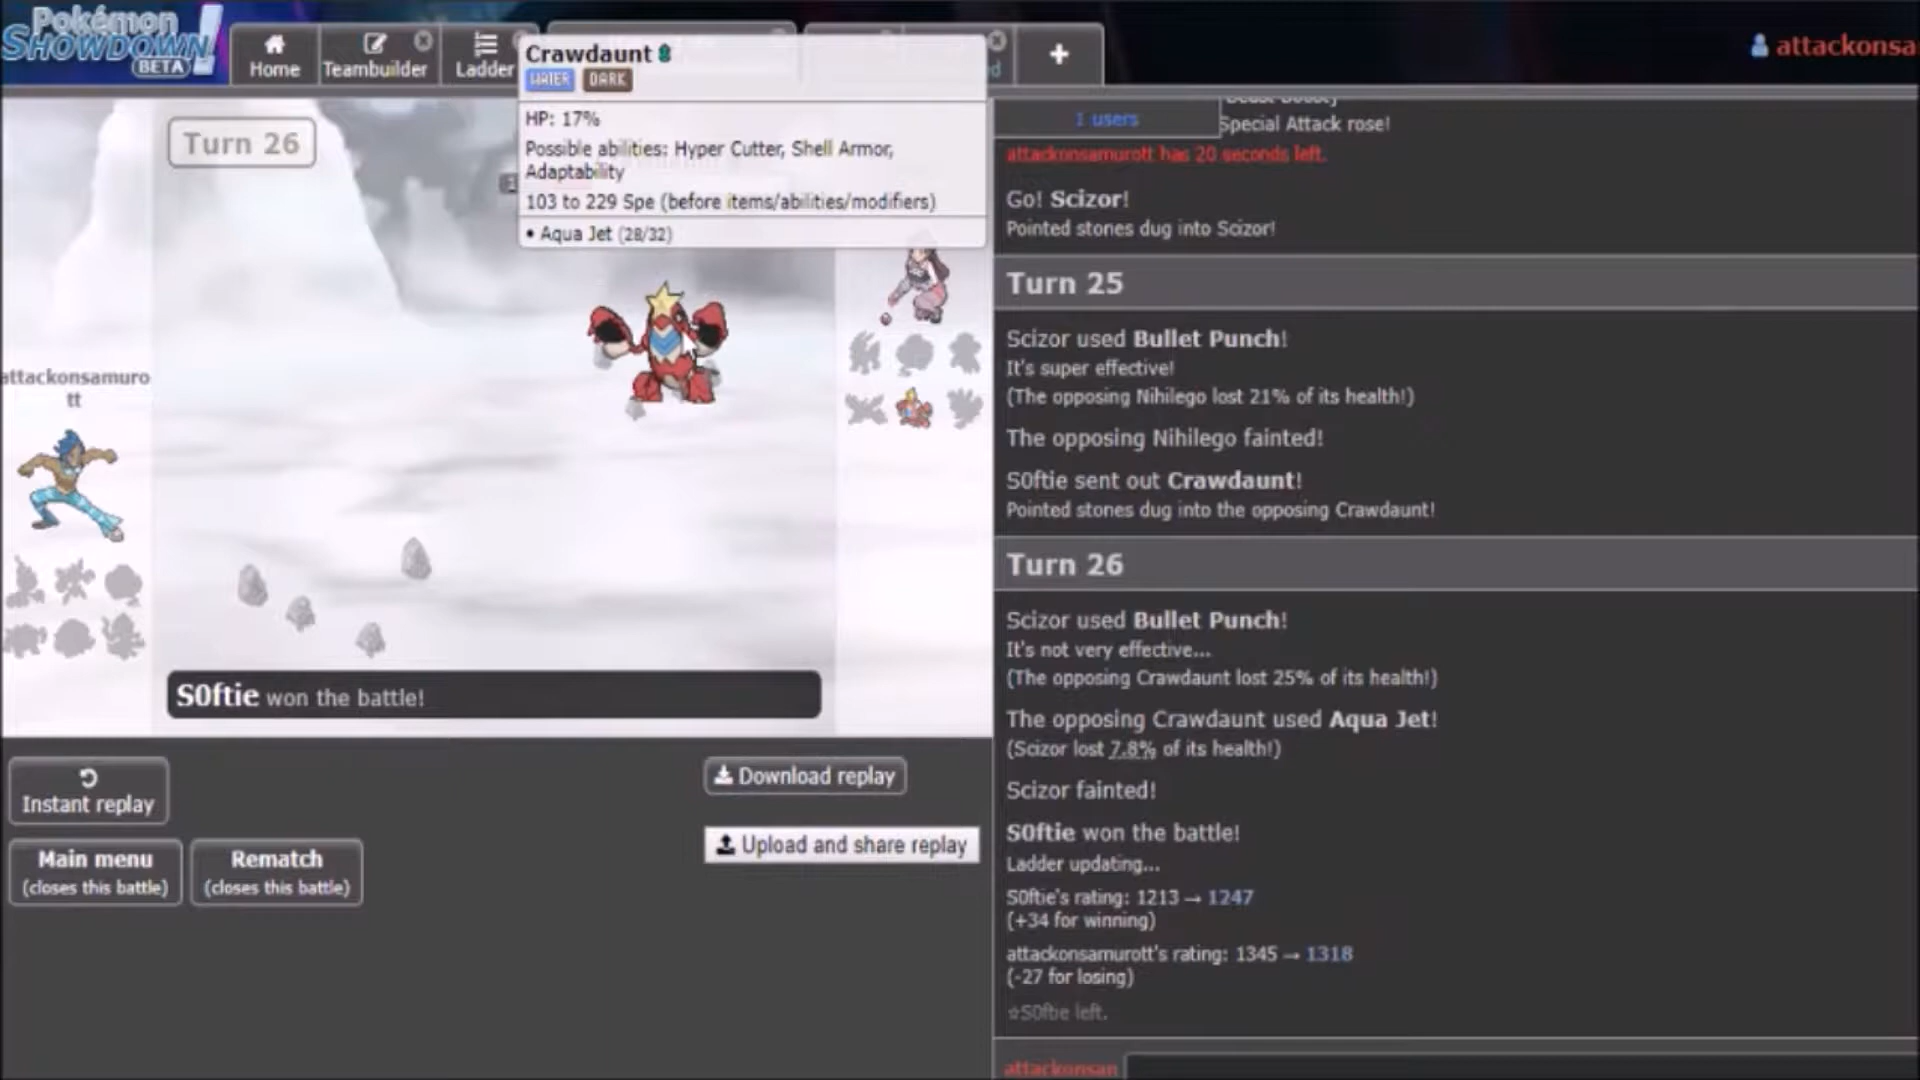 Pokémon
SHOWDOWN!
BETA
Home
Teambuilder
Ladder
+
attackonsa
Crawdaunt
WATER DARK
HP: 17%
Possible abilities: Hyper Cutter, Shell Armor,
Adaptability
103 to 229 Spe (before items/abilities/modifiers)
• Aqua Jet (28/32)
Turn 26
attackonsamuro
tt
S0ftie won the battle!
Instant replay
Download replay
Upload and share replay
Main menu
(closes this battle)
Rematch
(closes this battle)
1 users
Special Attack rose!
attackonsamurott has 20 seconds left.
Go! Scizor!
Pointed stones dug into Scizor!
Turn 25
Scizor used Bullet Punch!
It's super effective!
(The opposing Nihilego lost 21% of its health!)
The opposing Nihilego fainted!
S0ftie sent out Crawdaunt!
Pointed stones dug into the opposing Crawdaunt!
Turn 26
Scizor used Bullet Punch!
It's not very effective...
(The opposing Crawdaunt lost 25% of its health!)
The opposing Crawdaunt used Aqua Jet!
(Scizor lost 7.8% of its health!)
Scizor fainted!
S0ftie won the battle!
Ladder updating...
S0ftie's rating: 1213 → 1247
(+34 for winning)
attackonsamurott's rating: 1345 → 1318
(-27 for losing)
☆S0ftie left.
attackonsan